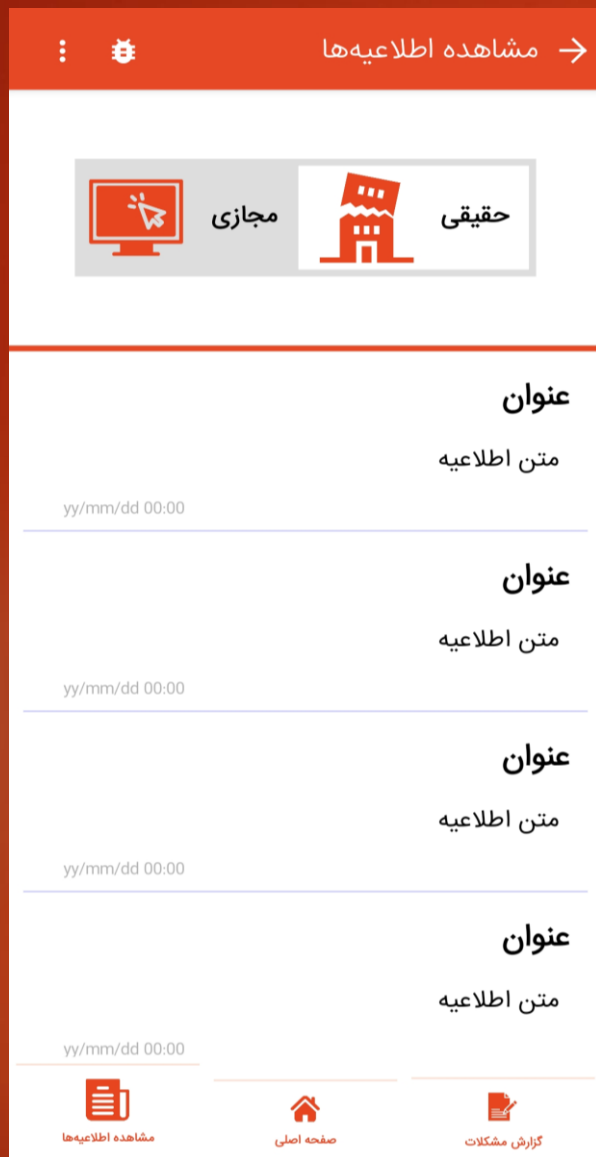 مشاهده اطلاعیه‌ها
حقیقی
مجازی
عنوان
متن اطلاعیه
yy/mm/dd 00:00
عنوان
متن اطلاعیه
yy/mm/dd 00:00
عنوان
متن اطلاعیه
yy/mm/dd 00:00
عنوان
متن اطلاعیه
yy/mm/dd 00:00
گزارش مشکلات
صفحه اصلی
مشاهده اطلاعیه‌ها